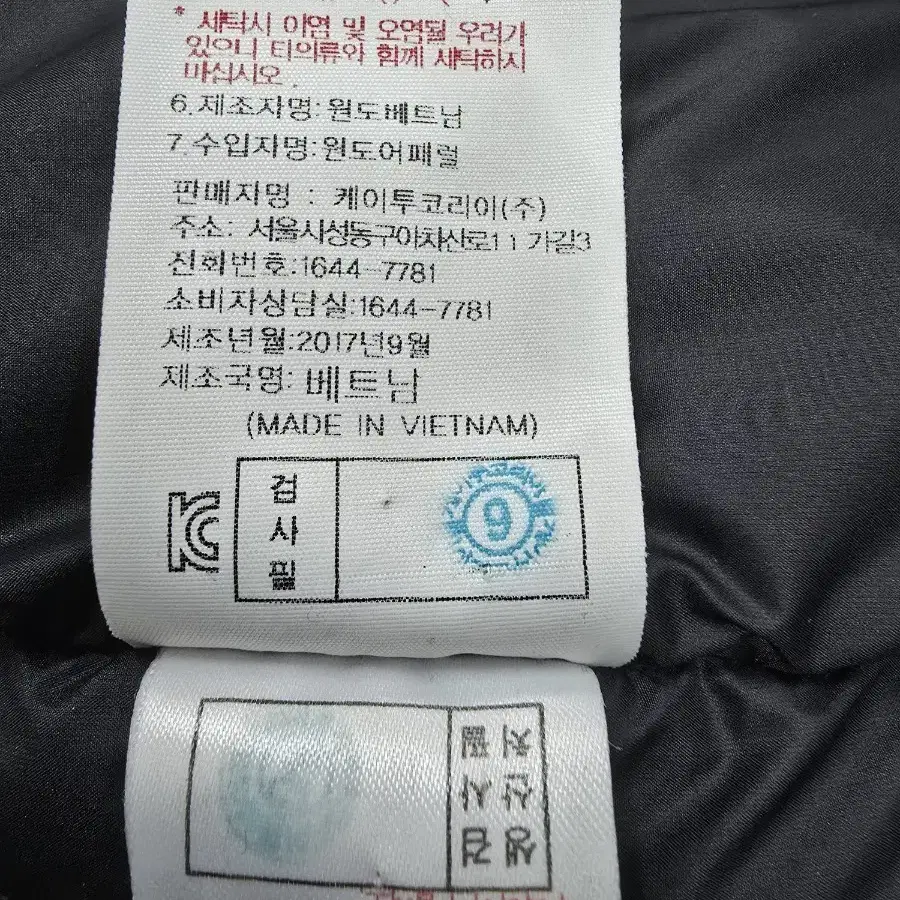 * 세탁시 이염 및 오염될 우려가
있으니 타의류와 함께 세탁하지
마십시오.
6.제조자명:원도베트남
7.수입자명:원도어패럴
판매자명 : 케이투코리아(주)
주소: 서울시성동구아차산로11 가길3
전화번호:1644-7781
소비자상담실:1644-7781
제조년월:2017년9월
제조국명: 베트남
(MADE IN VIETNAM)
KC
검사필
9